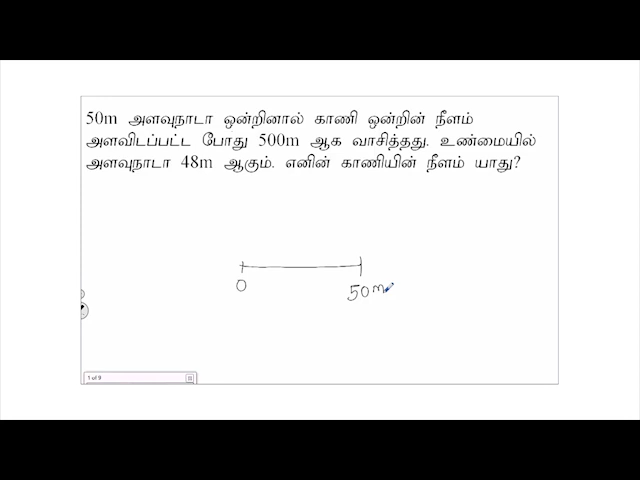 50m அளவுநாடா ஒன்றினால் காணி ஒன்றின் நீளம்
அளவிடப்பட்ட போது 500m ஆக வாசித்தது. உண்மையில்
அளவுநாடா 48m ஆகும். எனின் காணியின் நீளம் யாது?
0
50m
1 of 9